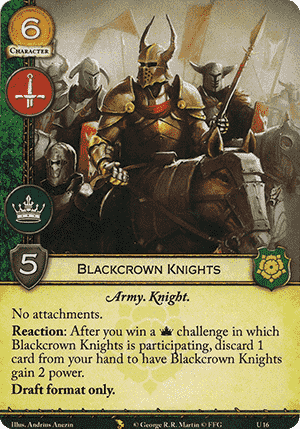 6
CHARACTER
5
BLACKCROWN KNIGHTS
Army. Knight.
No attachments.
Reaction: After you win a challenge in which
Blackcrown Knights is participating, discard 1
card from your hand to have Blackcrown Knights
gain 2 power.
Draft format only.
Illus. Andrius Anezin © George R.R. Martin © FFG U16